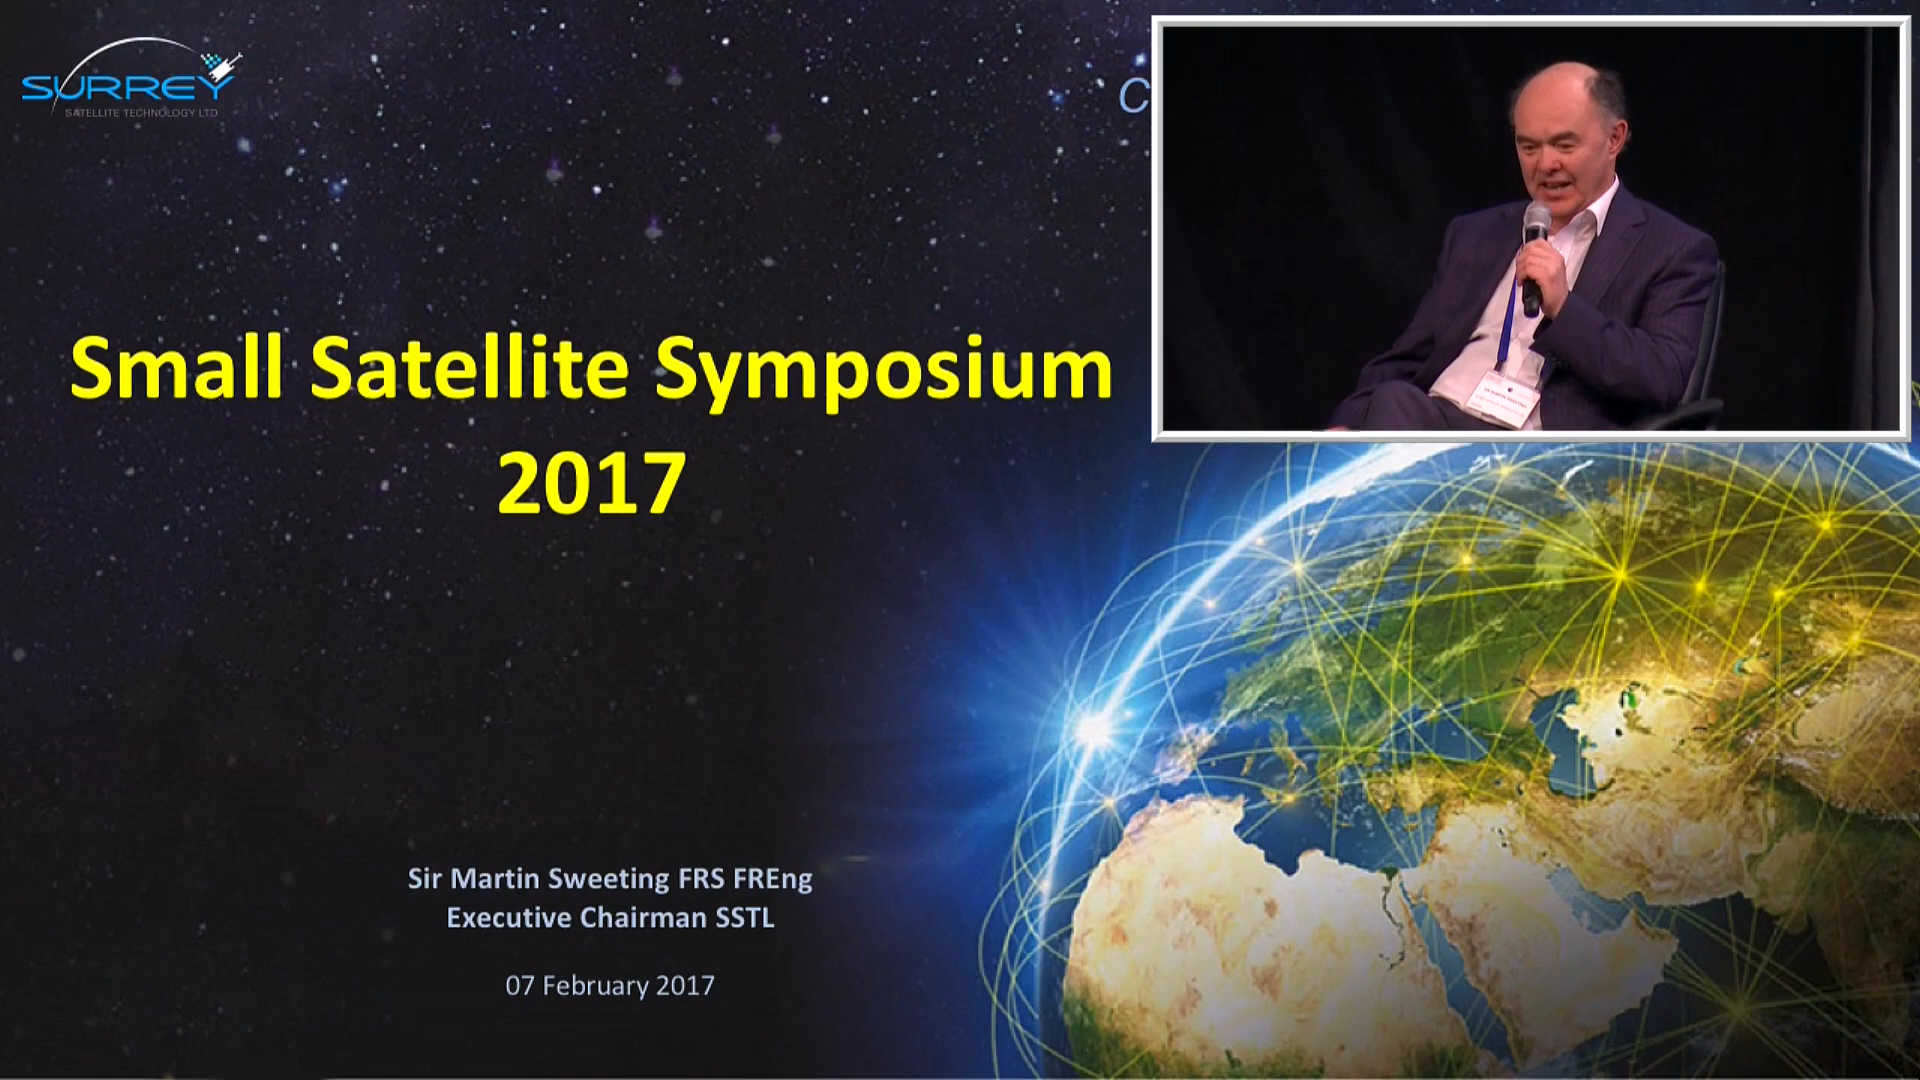 SURREY
SATELLITE TECHNOLOGY LTD
C
Small Satellite Symposium
2017
Sir Martin Sweeting FRS FREng
Executive Chairman SSTL
07 February 2017